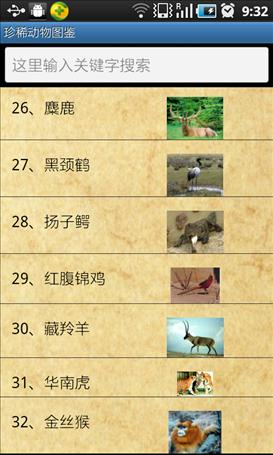 R
9:32
珍稀动物图鉴
这里输入关键字搜索
26、麋鹿
27、黑颈鹤
28、扬子鳄
29、红腹锦鸡
30、藏羚羊
31、华南虎
32、金丝猴